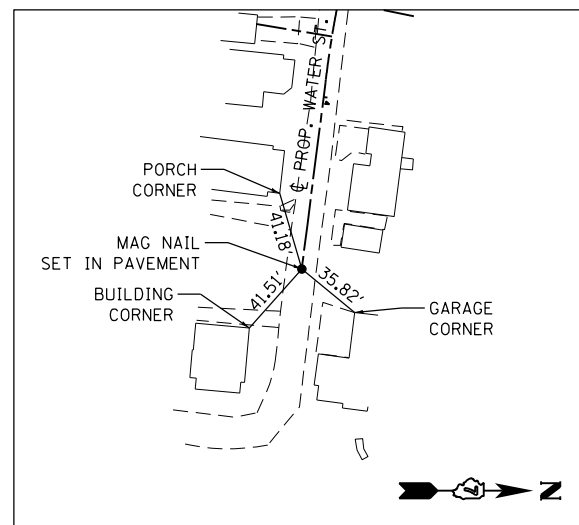 ℄ PROP. WATER ST.
PORCH
CORNER
41.18'
MAG NAIL
SET IN PAVEMENT
35.82'
41.51'
BUILDING
CORNER
GARAGE
CORNER
N